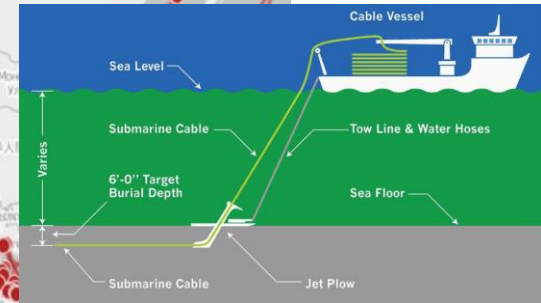 Cable Vessel
Sea Level
Submarine Cable
Tow Line & Water Hoses
Varies
6'-0" Target
Burial Depth
Sea Floor
Submarine Cable
Jet Plow